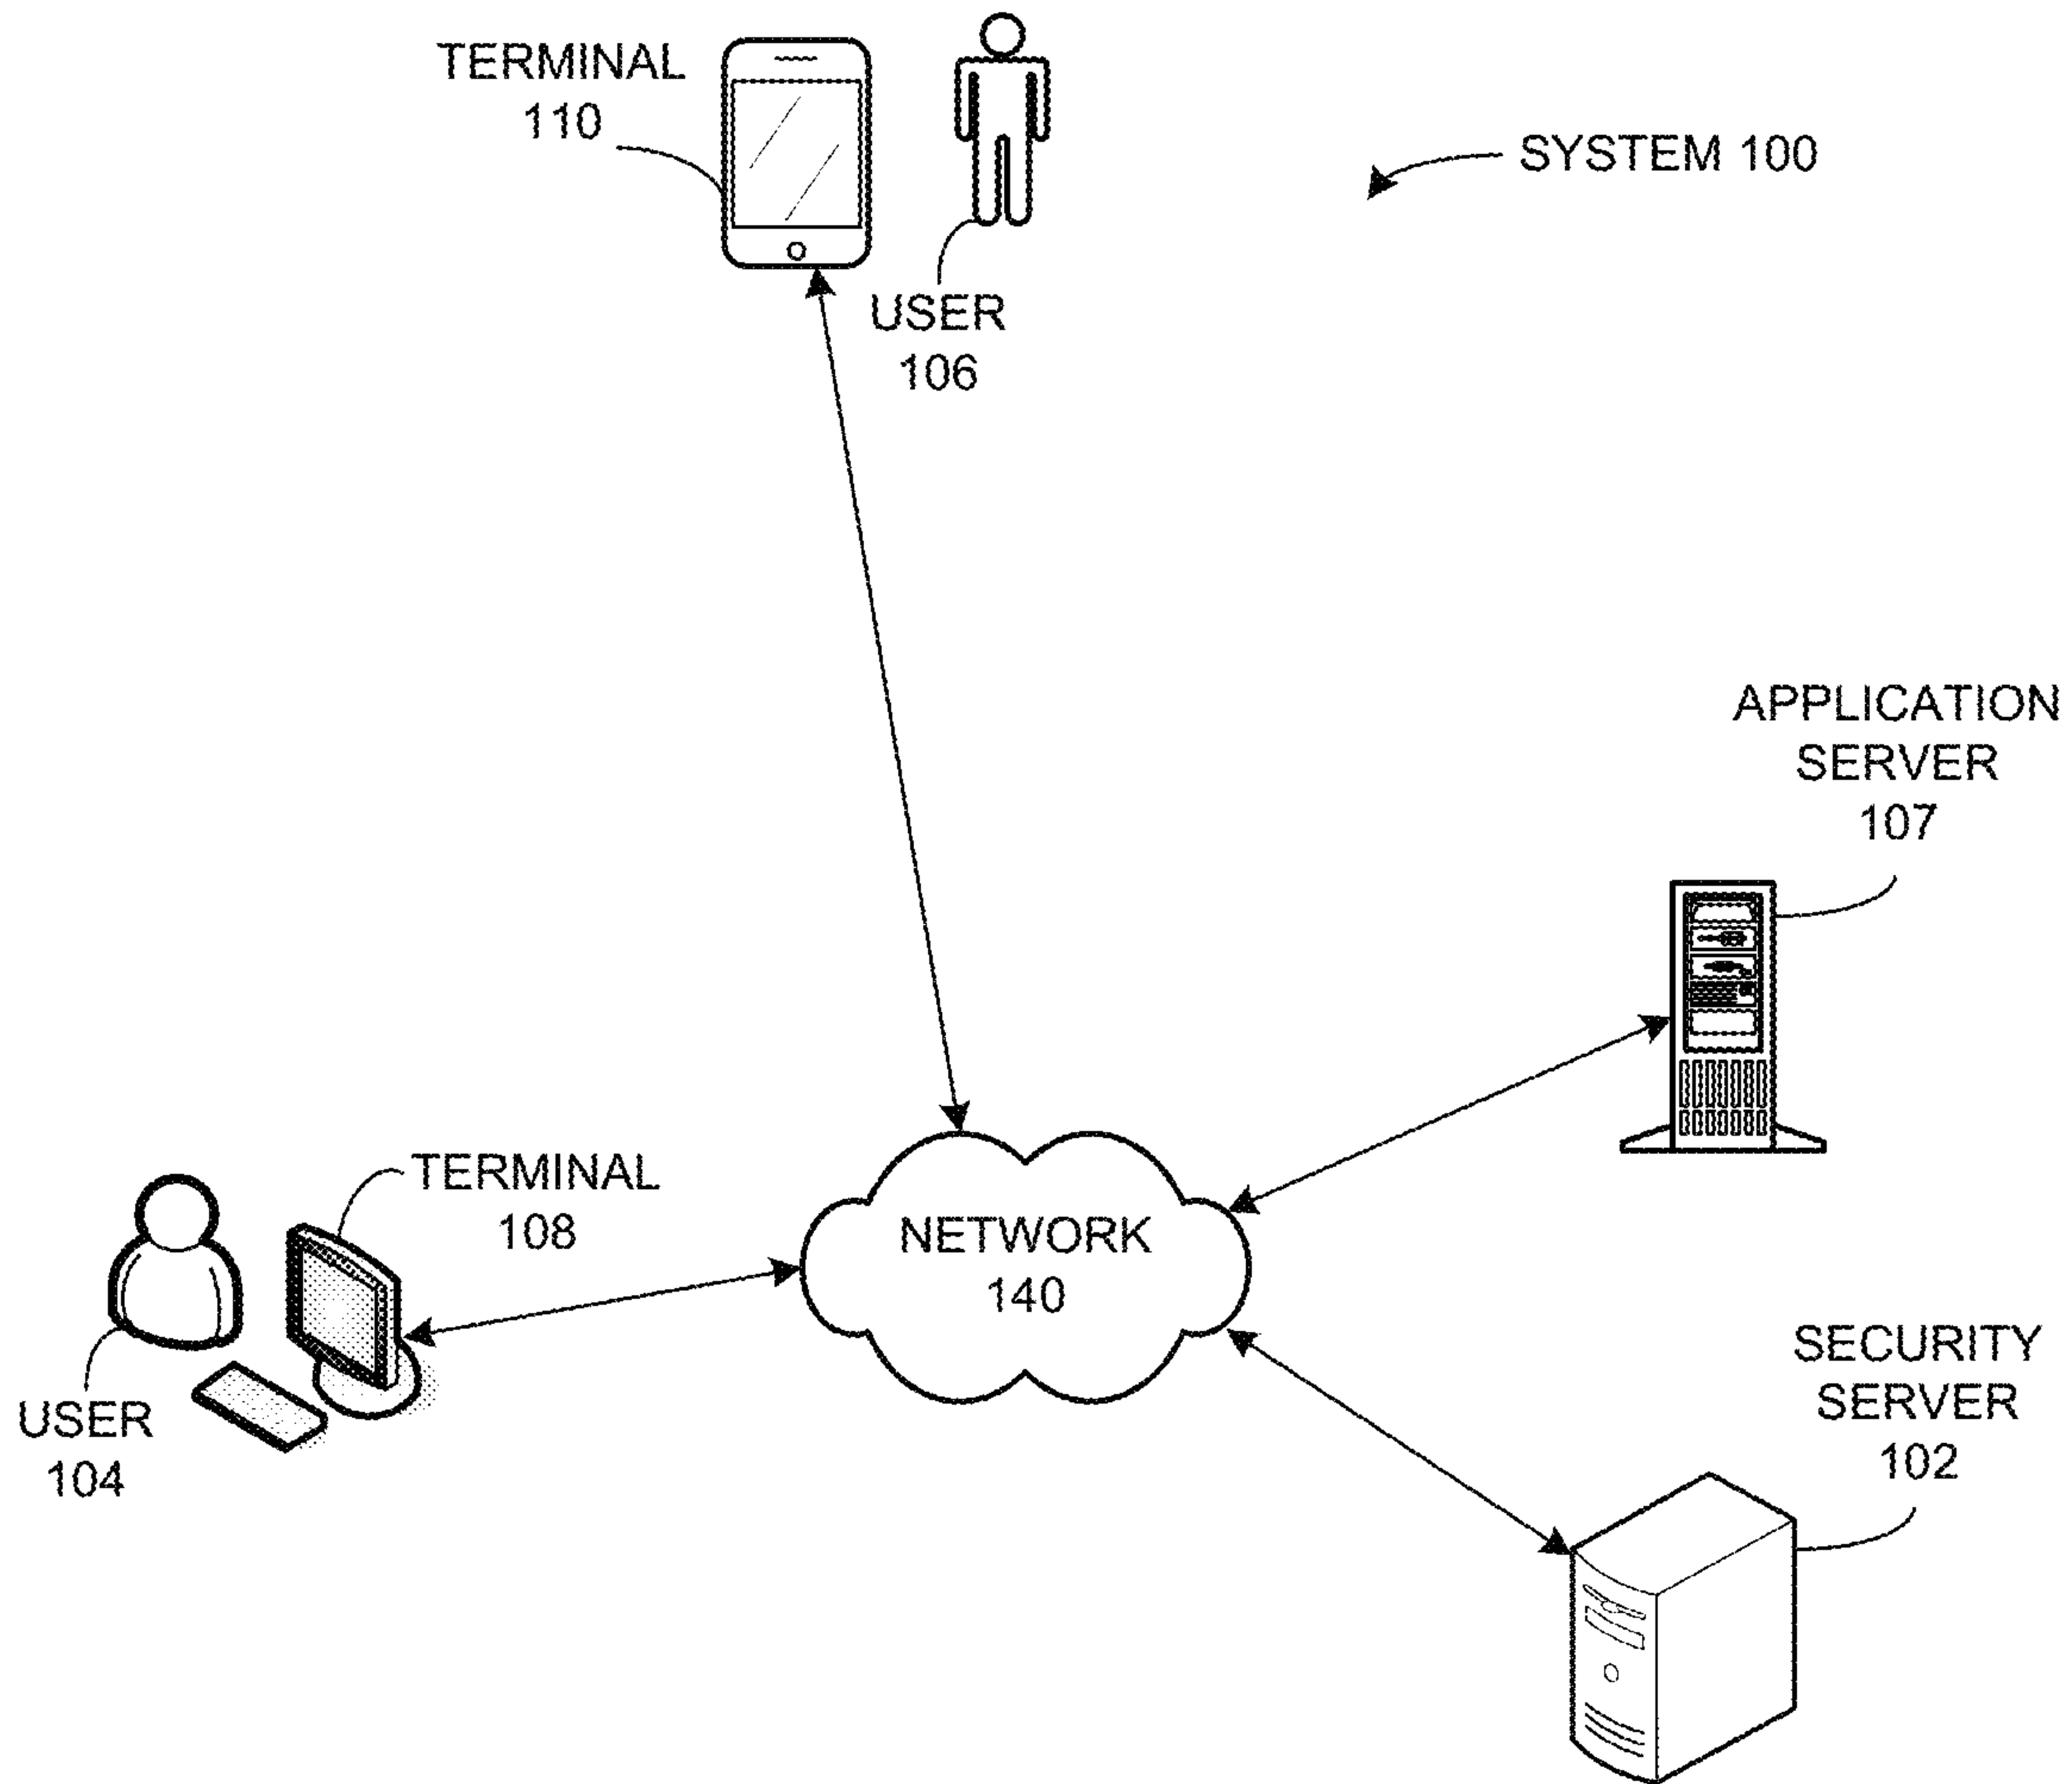 TERMINAL
110
USER
106
SYSTEM 100
APPLICATION
SERVER
107
TERMINAL
108
NETWORK
140
USER
104
SECURITY
SERVER
102